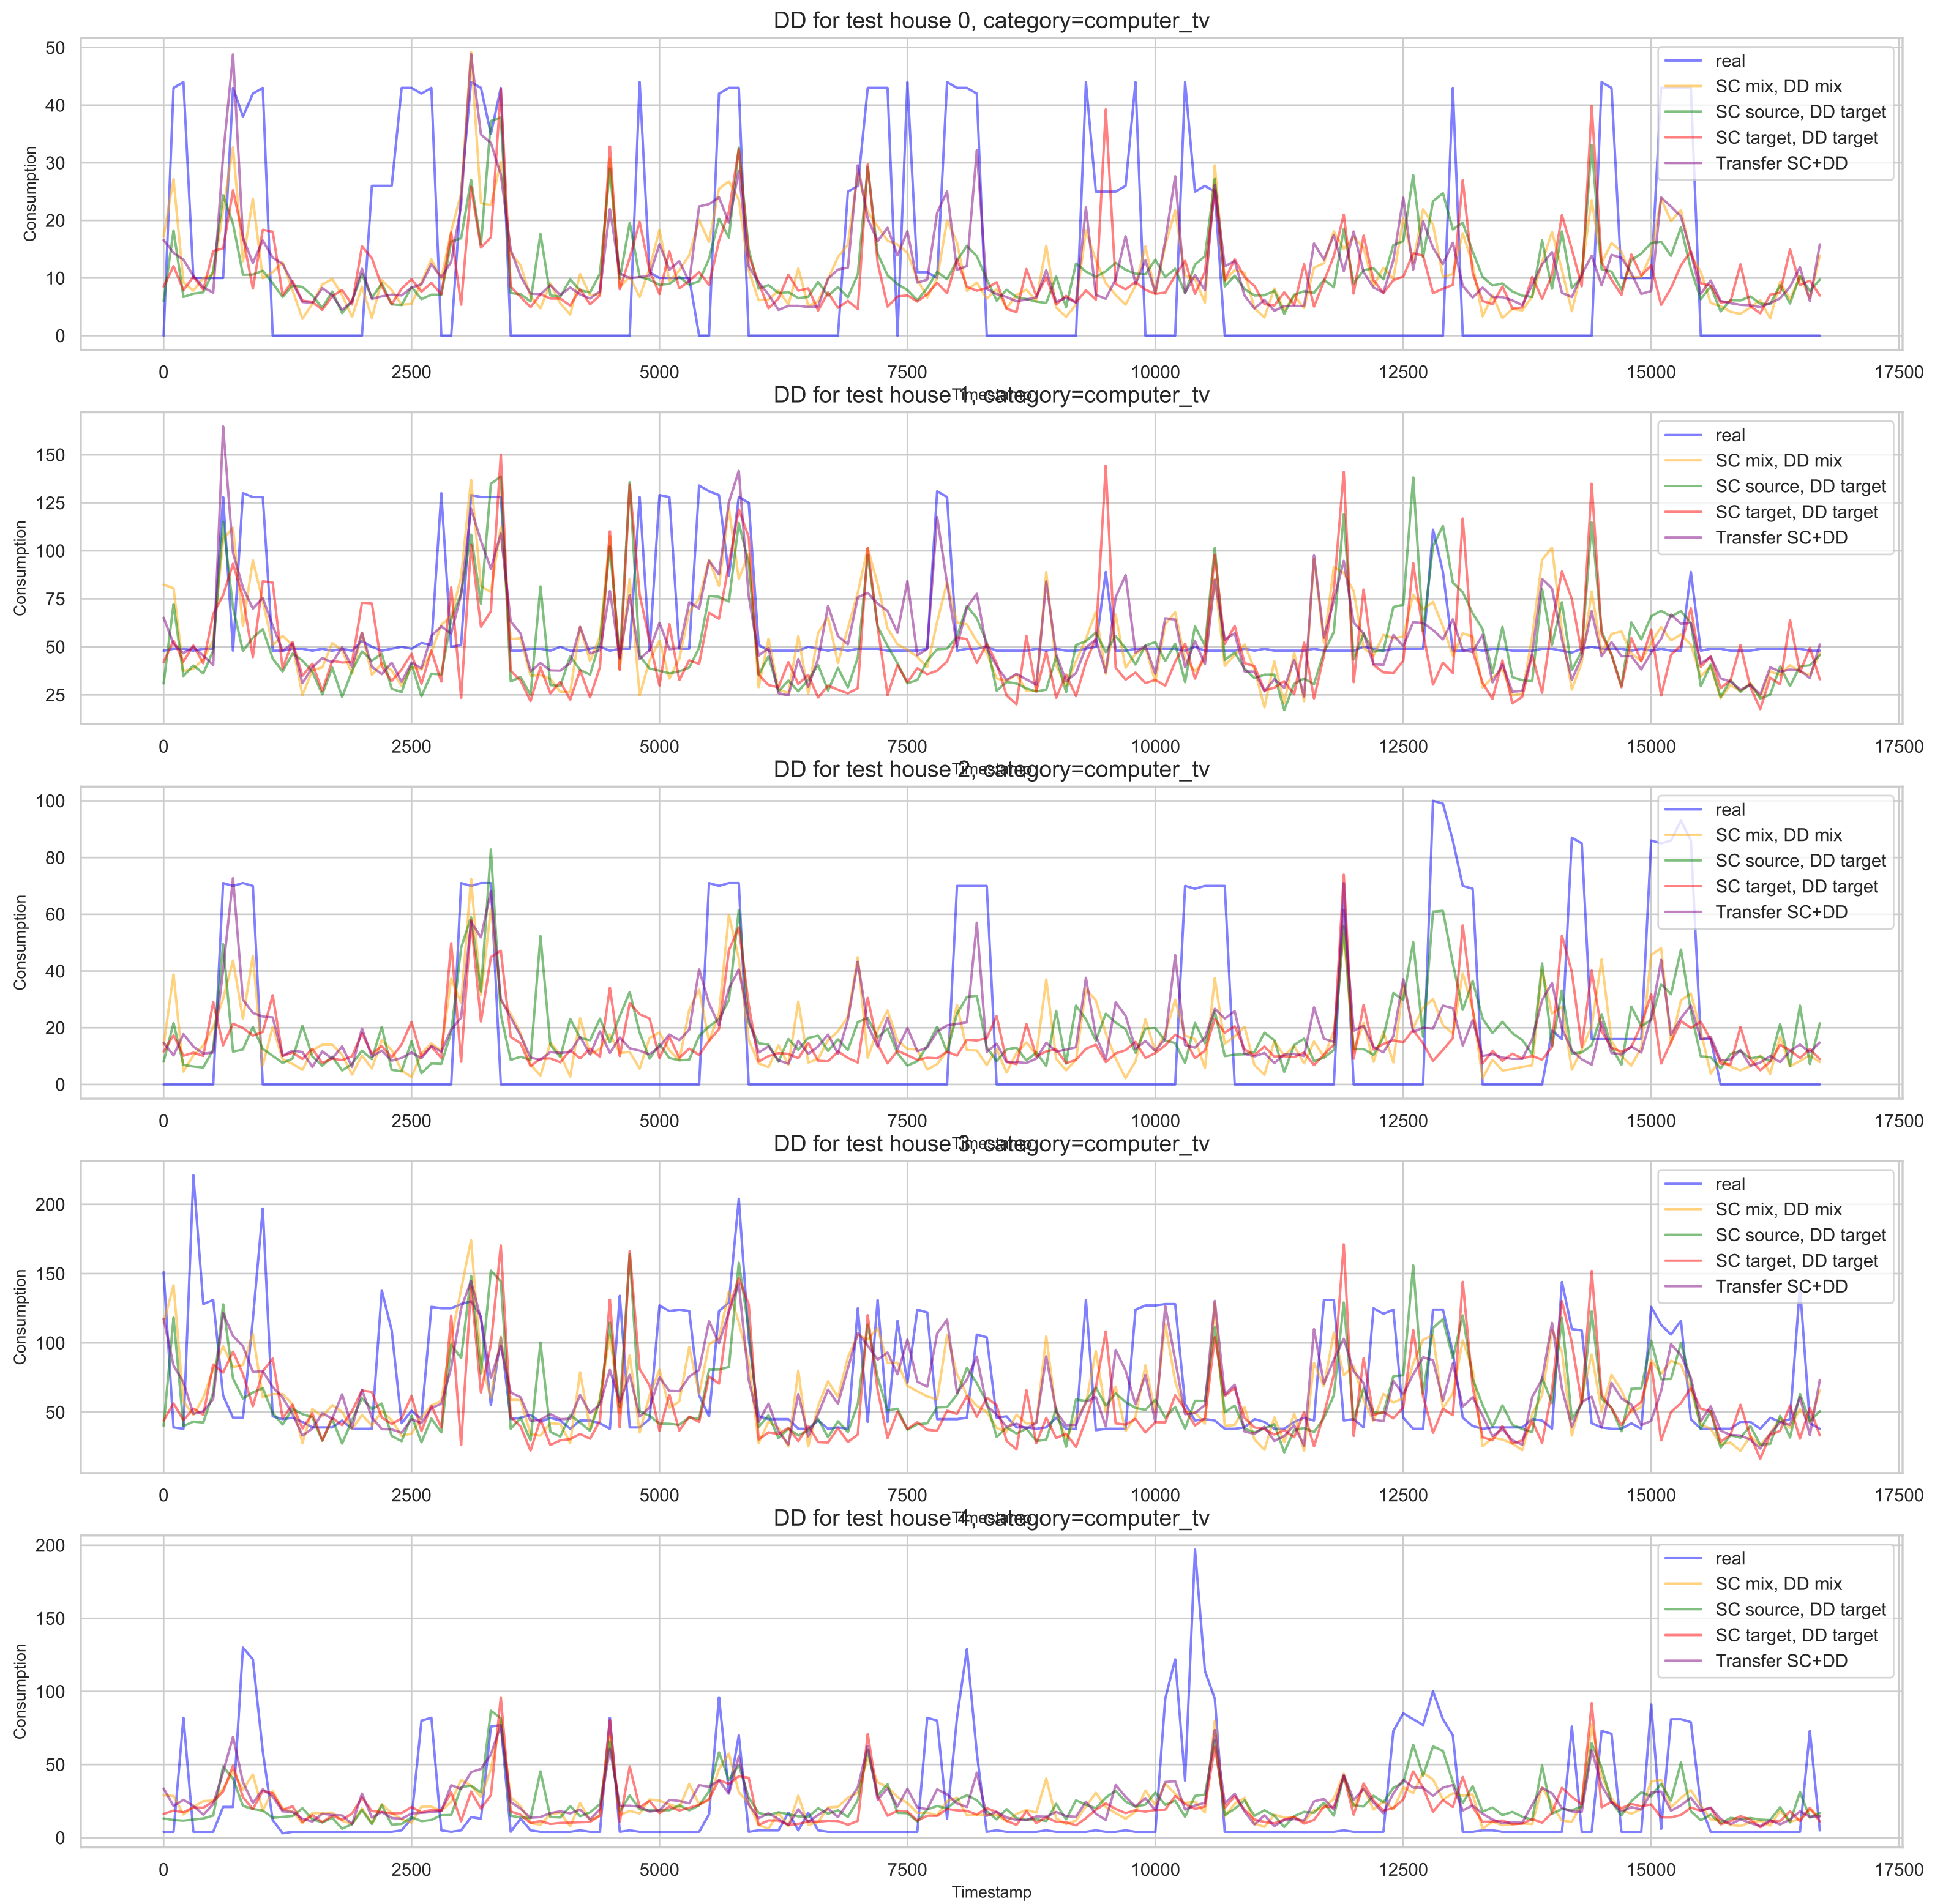 DD for test house 0, category=computer_tv
50
40
30
20
10
0
Consumption
real
SC mix, DD mix
SC source, DD target
SC target, DD target
Transfer SC+DD
0 2500 5000 7500 10000 12500 15000 17500
Timestamp
DD for test house 1, category=computer_tv
150
125
100
75
50
25
Consumption
real
SC mix, DD mix
SC source, DD target
SC target, DD target
Transfer SC+DD
0 2500 5000 7500 10000 12500 15000 17500
Timestamp
DD for test house 2, category=computer_tv
100
80
60
40
20
0
Consumption
real
SC mix, DD mix
SC source, DD target
SC target, DD target
Transfer SC+DD
0 2500 5000 7500 10000 12500 15000 17500
Timestamp
DD for test house 3, category=computer_tv
200
150
100
50
Consumption
real
SC mix, DD mix
SC source, DD target
SC target, DD target
Transfer SC+DD
0 2500 5000 7500 10000 12500 15000 17500
Timestamp
DD for test house 4, category=computer_tv
200
150
100
50
0
Consumption
real
SC mix, DD mix
SC source, DD target
SC target, DD target
Transfer SC+DD
0 2500 5000 7500 10000 12500 15000 17500
Timestamp